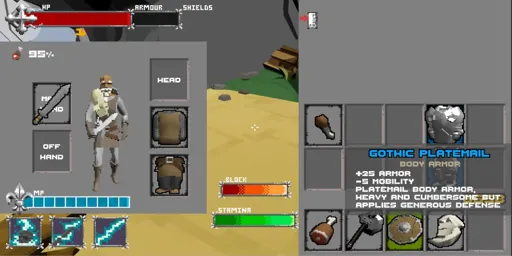 HP
ARMOUR
SHIELDS
95%
HEAD
OFF
HAND
BLOCK
MP
STAMINA
GOTHIC PLATEMAIL
BODY ARMOR
+25 ARMOR
-5 MOBILITY
PLATEMAIL BODY ARMOR,
HEAVY AND CUMBERSOME BUT
APPLIES GENEROUS DEFENSE